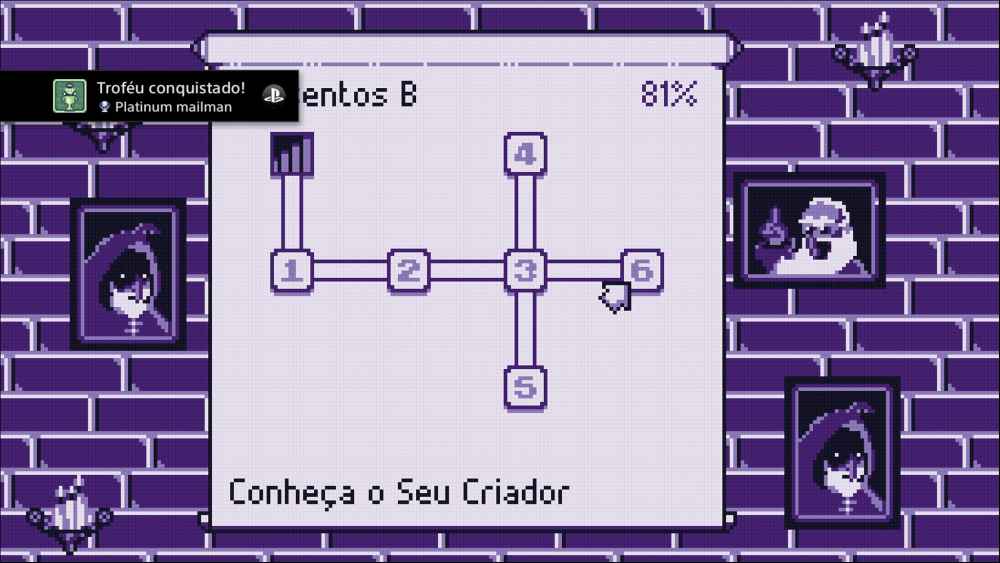 Troféu conquistado!
Platinum mailman
entos B
81%
4
1
2
3
6
5
Conheça o Seu Criador